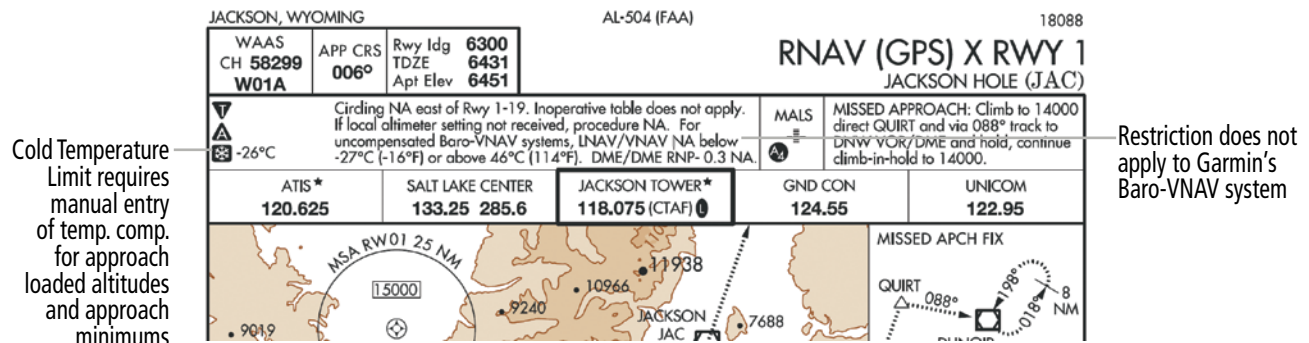 JACKSON, WYOMING
AL-504 (FAA)
18088
WAAS
CH 58299
W01A
APP CRS
006°
Rwy Idg 6300
TDZE 6431
Apt Elev 6451
RNAV (GPS) X RWY 1
JACKSON HOLE (JAC)
T
A
-26°C
Circling NA east of Rwy 1-19. Inoperative table does not apply.
If local altimeter setting not received, procedure NA. For
uncompensated Baro-VNAV systems, LNAV/VNAV NA below
-27°C (-16°F) or above 46°C (114°F). DME/DME RNP- 0.3 NA.
MALS
A4
MISSED APPROACH: Climb to 14000
direct QUIRT and via 088° track to
DNW VOR/DME and hold, continue
climb-in-hold to 14000.
Cold Temperature
Limit requires
manual entry
of temp. comp.
for approach
loaded altitudes
and approach
minimums
Restriction does not
apply to Garmin's
Baro-VNAV system
ATIS★
120.625
SALT LAKE CENTER
133.25 285.6
JACKSON TOWER★
118.075 (CTAF) L
GND CON
124.55
UNICOM
122.95
MSA RW01 25 NM
15000
9019
9240
10966
11938
7688
JACKSON
JAC
MISSED APCH FIX
QUIRT
088°
198°
018°
8
NM
DUNOIR